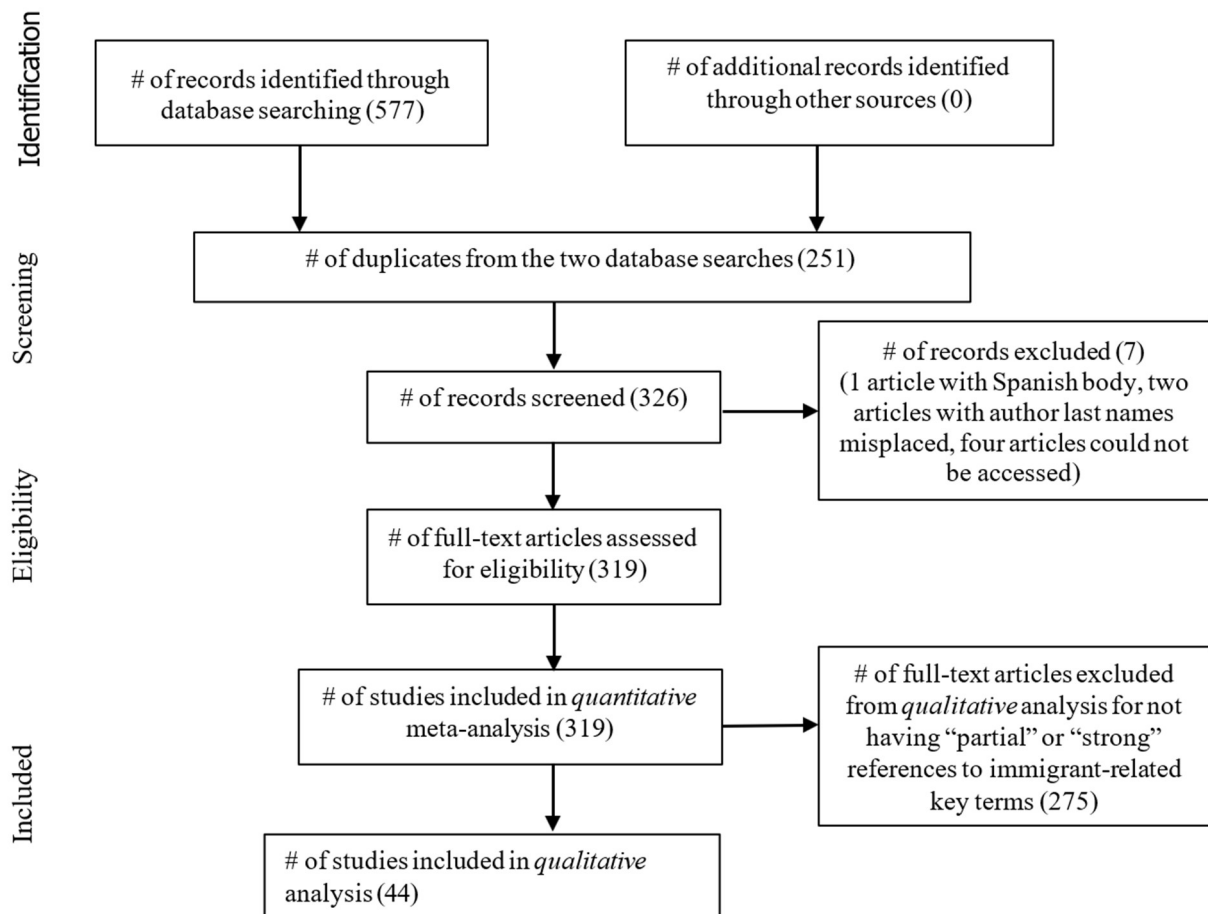 Identification
# of records identified through
database searching (577)
# of additional records identified
through other sources (0)
Screening
# of duplicates from the two database searches (251)
# of records screened (326)
# of records excluded (7)
(1 article with Spanish body, two
articles with author last names
misplaced, four articles could not
be accessed)
Eligibility
# of full-text articles assessed
for eligibility (319)
Included
# of studies included in quantitative
meta-analysis (319)
# of full-text articles excluded
from qualitative analysis for not
having “partial” or “strong”
references to immigrant-related
key terms (275)
# of studies included in qualitative
analysis (44)